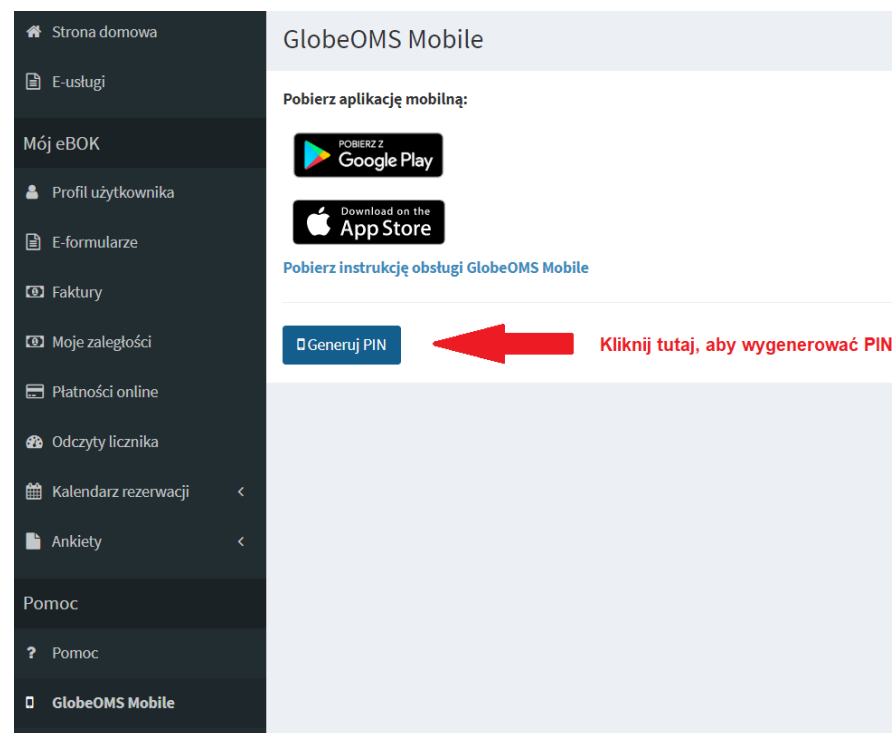 Strona domowa
E-usługi
Mój eBOK
Profil użytkownika
E-formularze
Faktury
Moje zaległości
Płatności online
Odczyty licznika
Kalendarz rezerwacji
Ankiety
Pomoc
Pomoc
GlobeOMS Mobile
GlobeOMS Mobile
Pobierz aplikację mobilną:
POBIERZ Z
Google Play
Download on the
App Store
Pobierz instrukcję obsługi GlobeOMS Mobile
Generuj PIN
Kliknij tutaj, aby wygenerować PIN